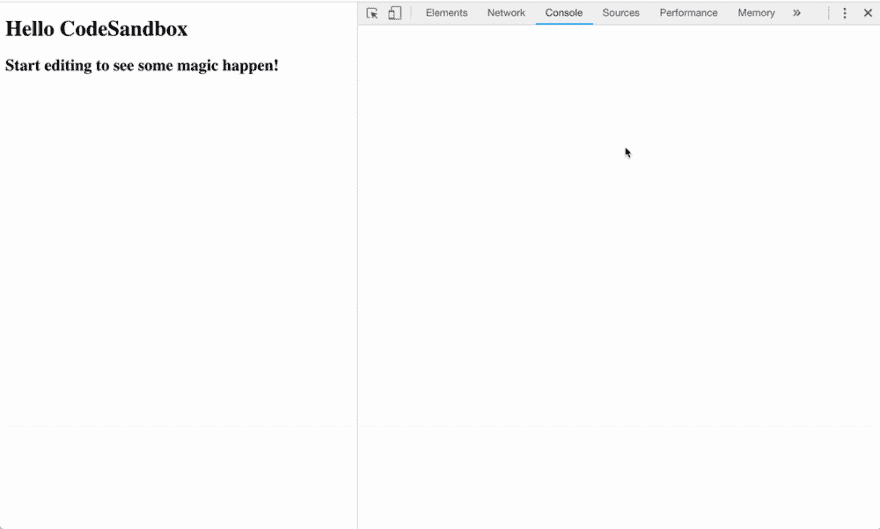 Hello CodeSandbox
Start editing to see some magic happen!
Elements Network Console Sources Performance Memory »